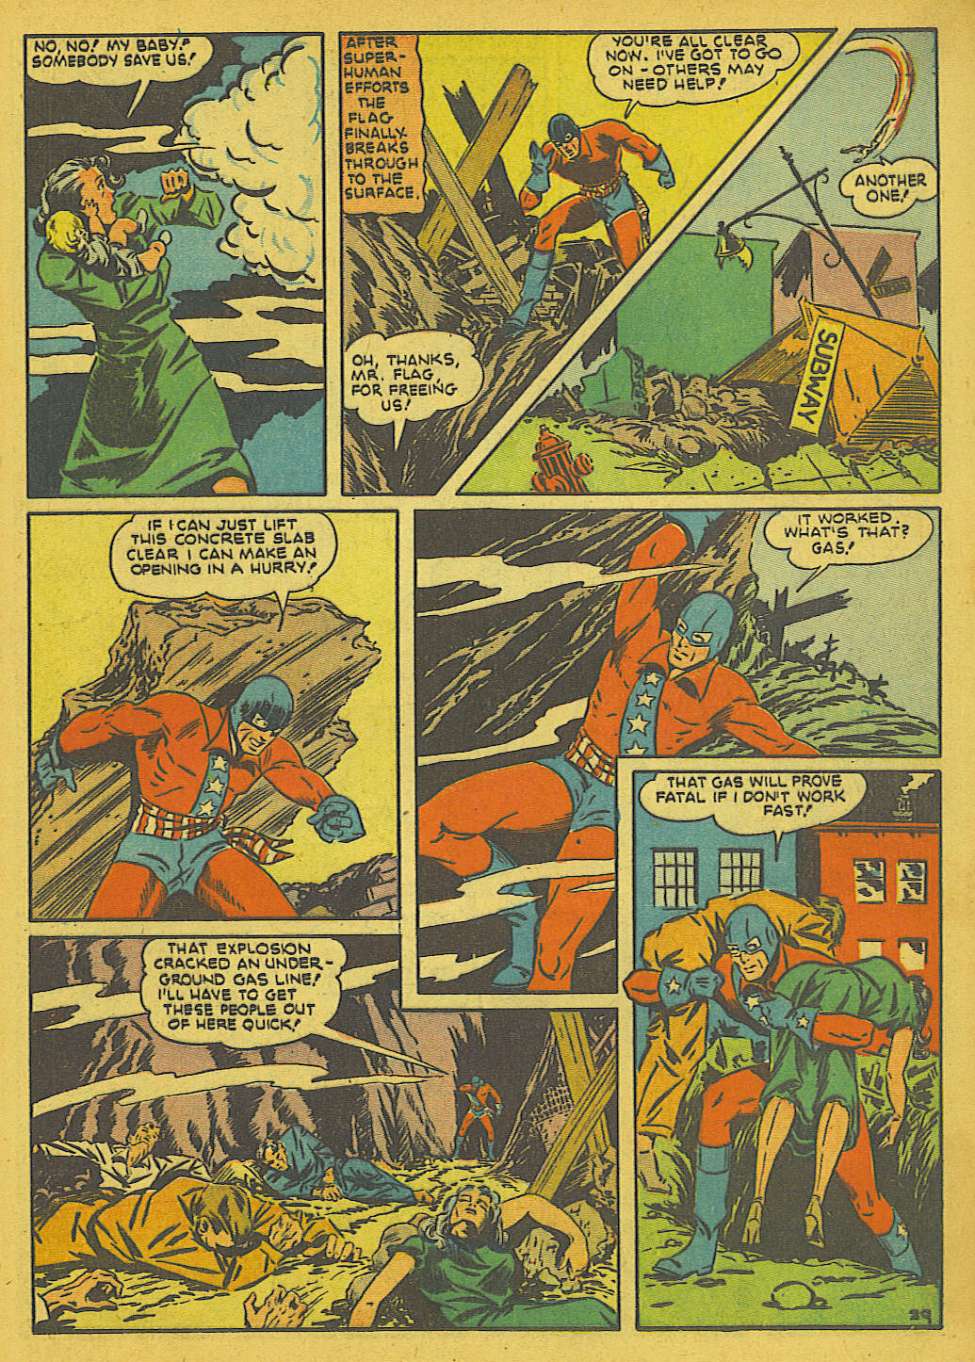 NO, NO! MY BABY!
SOMEBODY SAVE US!
AFTER
SUPER-
HUMAN
EFFORTS
THE
FLAG
FINALLY
BREAKS
THROUGH
TO THE
SURFACE.
YOU'RE ALL CLEAR
NOW. I'VE GOT TO GO
ON - OTHERS MAY
NEED HELP!
OH, THANKS,
MR. FLAG,
FOR FREEING
US!
ANOTHER
ONE!
SUBWAY
IF I CAN JUST LIFT
THIS CONCRETE SLAB
CLEAR I CAN MAKE AN
OPENING IN A HURRY!
IT WORKED.
WHAT'S THAT?
GAS!
THAT EXPLOSION
CRACKED AN UNDER-
GROUND GAS LINE!
I'LL HAVE TO GET
THESE PEOPLE OUT
OF HERE QUICK!
THAT GAS WILL PROVE
FATAL IF I DON'T WORK
FAST!
29